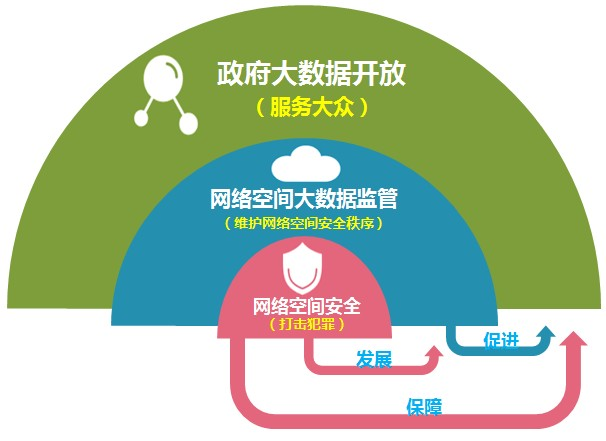 政府大数据开放
（服务大众）
网络空间大数据监管
（维护网络空间安全秩序）
网络空间安全
（打击犯罪）
促进
发展
保障